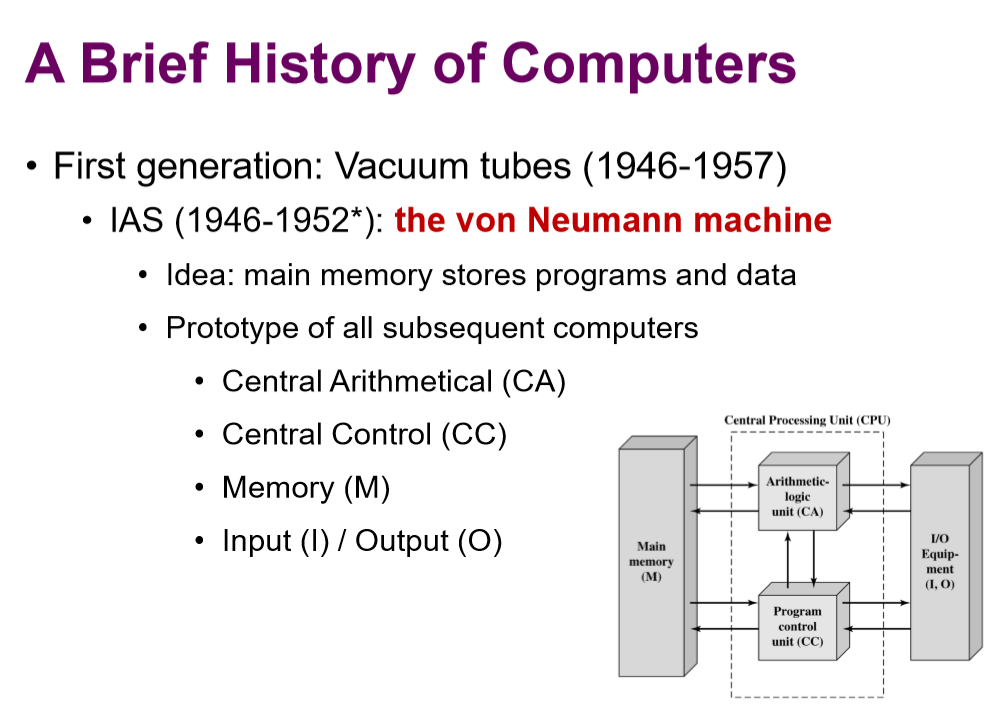 A Brief History of Computers
• First generation: Vacuum tubes (1946-1957)
• IAS (1946-1952*): the von Neumann machine
• Idea: main memory stores programs and data
• Prototype of all subsequent computers
• Central Arithmetical (CA)
• Central Control (CC)
• Memory (M)
• Input (I) / Output (O)
Central Processing Unit (CPU)
Main
memory
(M)
Arithmetic-
logic
unit (CA)
Program
control
unit (CC)
I/O
Equip-
ment
(I, O)